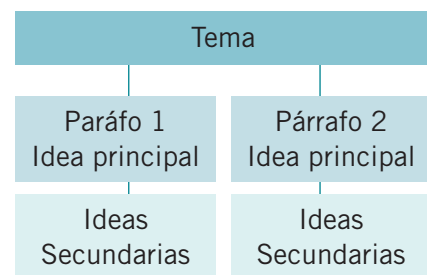 Tema
Paráfo 1
Idea principal
Párrafo 2
Idea principal
Ideas
Secundarias
Ideas
Secundarias